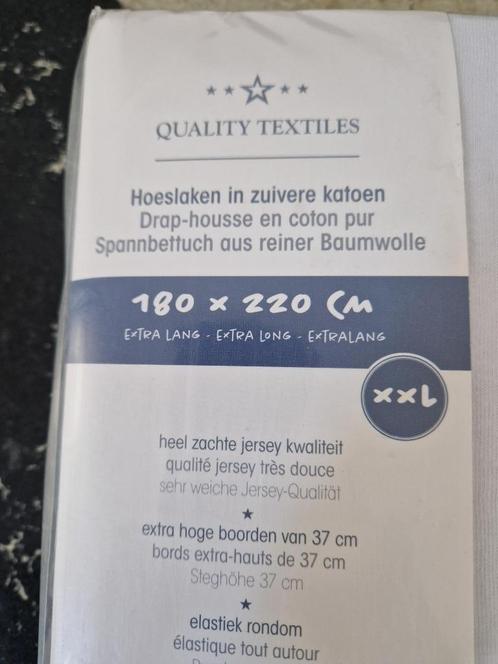 QUALITY TEXTILES
Hoeslaken in zuivere katoen
Drap-housse en coton pur
Spannbettuch aus reiner Baumwolle
180 x 220 cm
EXTRA LANG - EXTRA LONG - EXTRALANG
XXL
heel zachte jersey kwaliteit
qualité jersey très douce
sehr weiche Jersey-Qualität
extra hoge boorden van 37 cm
bords extra-hauts de 37 cm
Steghöhe 37 cm
elastiek rondom
élastique tout autour